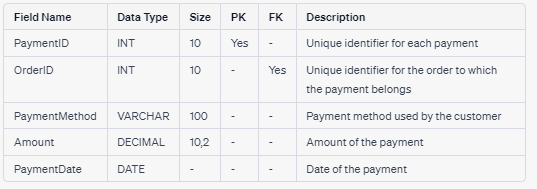 Field Name Data Type Size PK FK Description
PaymentID INT 10 Yes - Unique identifier for each payment
OrderID INT 10 - Yes Unique identifier for the order to which
the payment belongs
PaymentMethod VARCHAR 100 - - Payment method used by the customer
Amount DECIMAL 10,2 - - Amount of the payment
PaymentDate DATE - - - Date of the payment